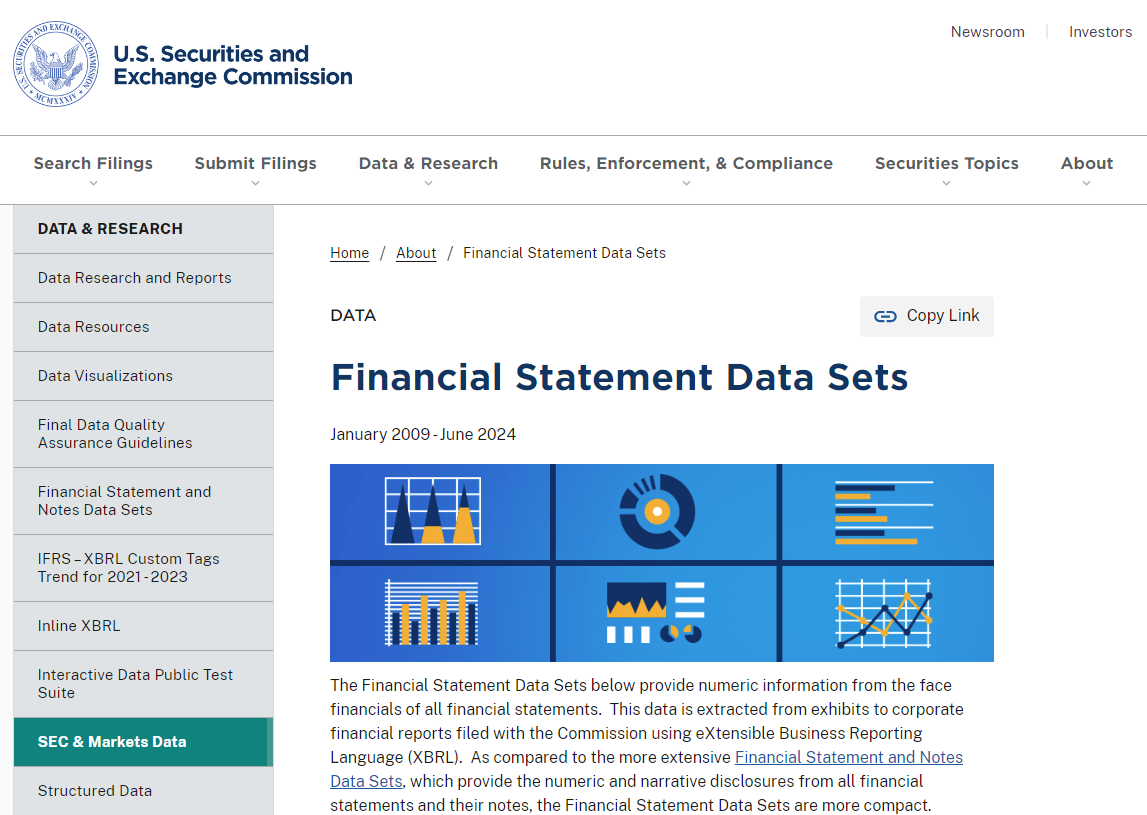 U.S. SECURITIES AND EXCHANGE COMMISSION
MCMXXXIV
U.S. Securities and
Exchange Commission
Newsroom
Investors
Search Filings
Submit Filings
Data & Research
Rules, Enforcement, & Compliance
Securities Topics
About
DATA & RESEARCH
Data Research and Reports
Data Resources
Data Visualizations
Final Data Quality
Assurance Guidelines
Financial Statement and
Notes Data Sets
IFRS – XBRL Custom Tags
Trend for 2021 - 2023
Inline XBRL
Interactive Data Public Test
Suite
SEC & Markets Data
Structured Data
Home / About / Financial Statement Data Sets
DATA
Copy Link
Financial Statement Data Sets
January 2009 - June 2024
The Financial Statement Data Sets below provide numeric information from the face
financials of all financial statements.  This data is extracted from exhibits to corporate
financial reports filed with the Commission using eXtensible Business Reporting
Language (XBRL).  As compared to the more extensive Financial Statement and Notes
Data Sets, which provide the numeric and narrative disclosures from all financial
statements and their notes, the Financial Statement Data Sets are more compact.